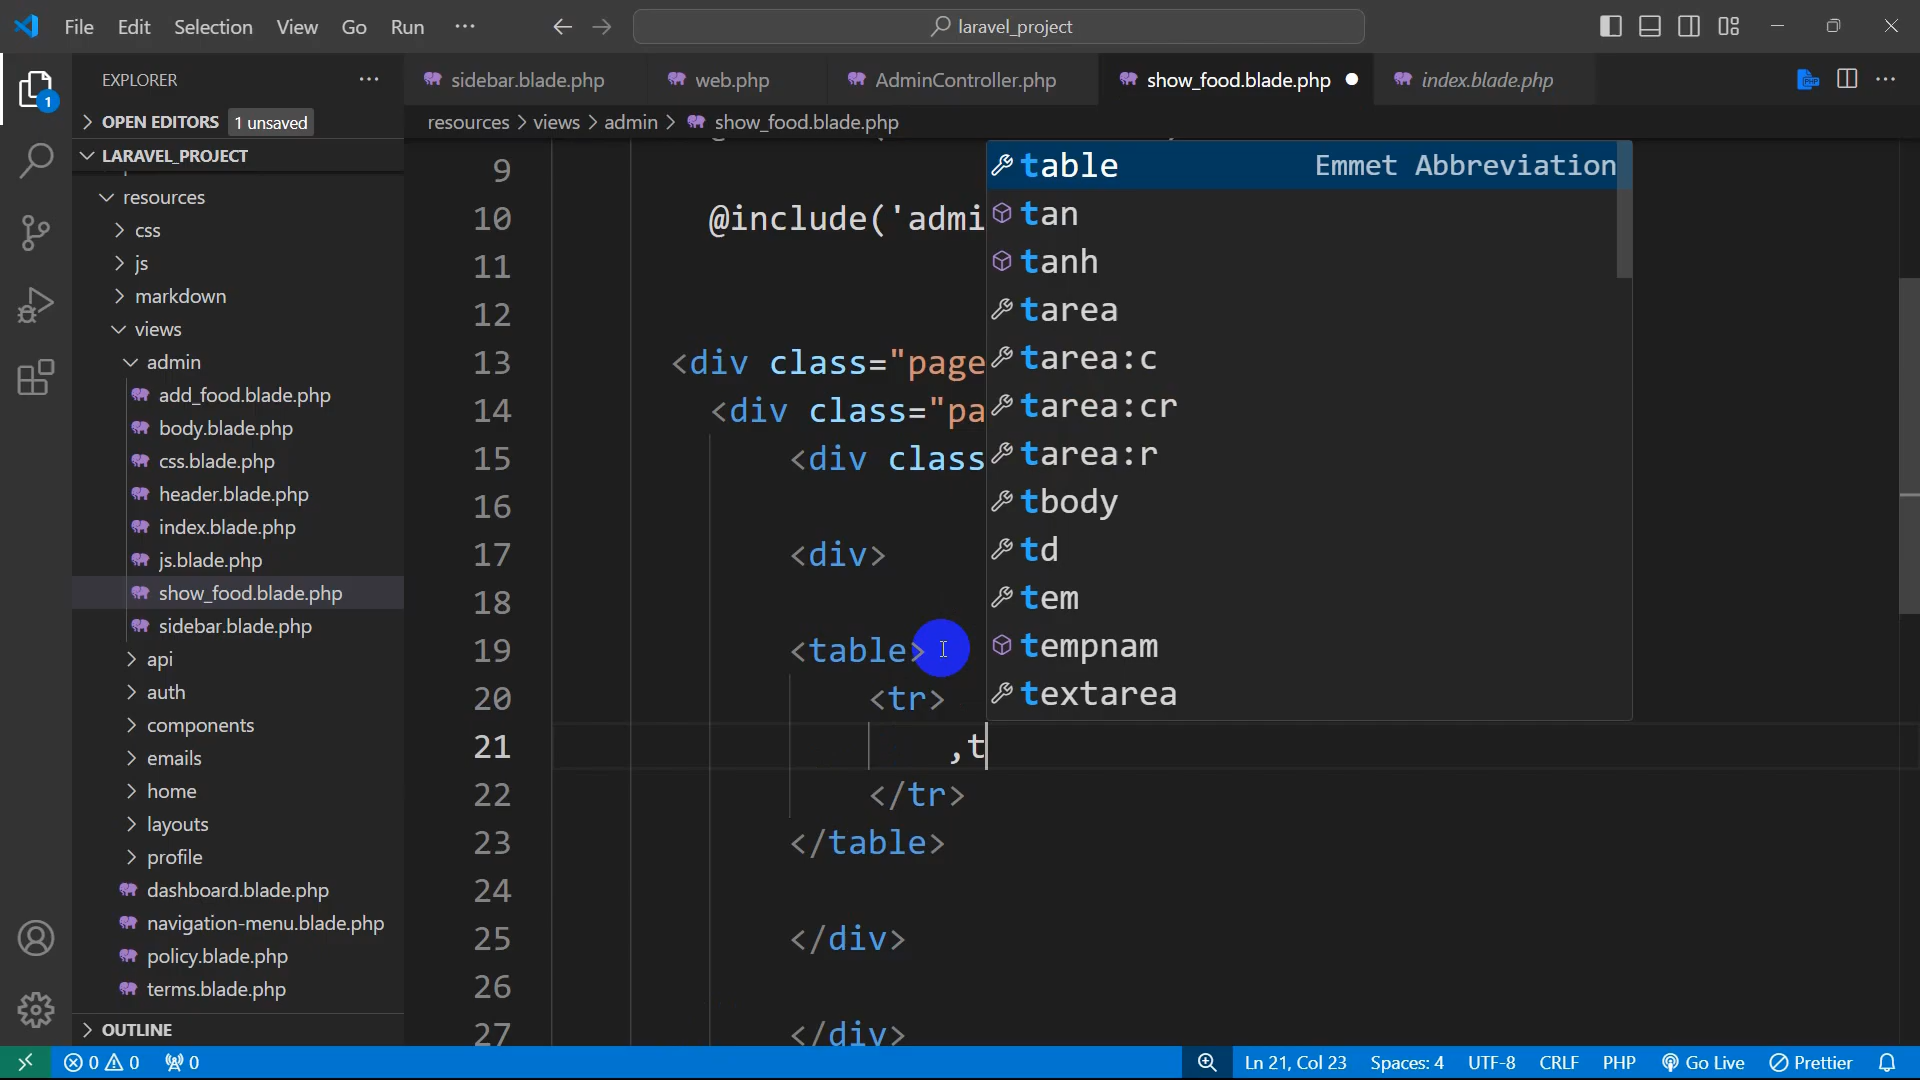 File Edit Selection View Go Run ··· laravel_project
EXPLORER ···
OPEN EDITORS 1 unsaved
LARAVEL_PROJECT
resources
css
js
markdown
views
admin
add_food.blade.php
body.blade.php
css.blade.php
header.blade.php
index.blade.php
js.blade.php
show_food.blade.php
sidebar.blade.php
api
auth
components
emails
home
layouts
profile
dashboard.blade.php
navigation-menu.blade.php
policy.blade.php
terms.blade.php
OUTLINE
sidebar.blade.php web.php AdminController.php show_food.blade.php index.blade.php
resources > views > admin > show_food.blade.php
9
10 @include('admi
11
12
13 <div class="page
14 <div class="pa
15 <div class
16
17 <div>
18
19 <table>
20 <tr>
21 ,t
22 </tr>
23 </table>
24
25 </div>
26
27 </div>
table Emmet Abbreviation
tan
tanh
tarea
tarea:c
tarea:cr
tarea:r
tbody
td
tem
tempnam
textarea
0 0 0 Ln 21, Col 23 Spaces: 4 UTF-8 CRLF PHP Go Live Prettier